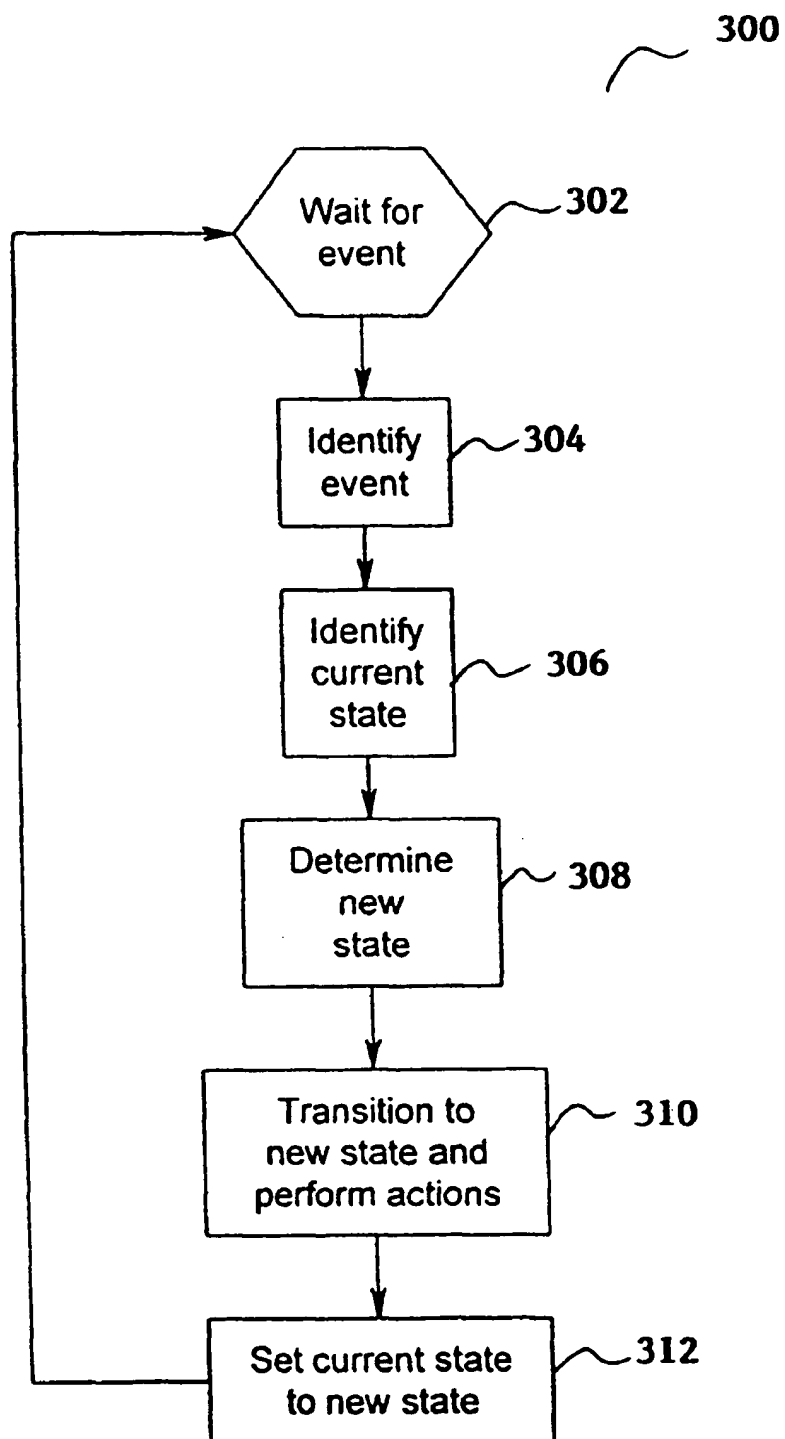 300
Wait for
event
302
Identify
event
304
Identify
current
state
306
Determine
new
state
308
Transition to
new state and
perform actions
310
Set current state
to new state
312